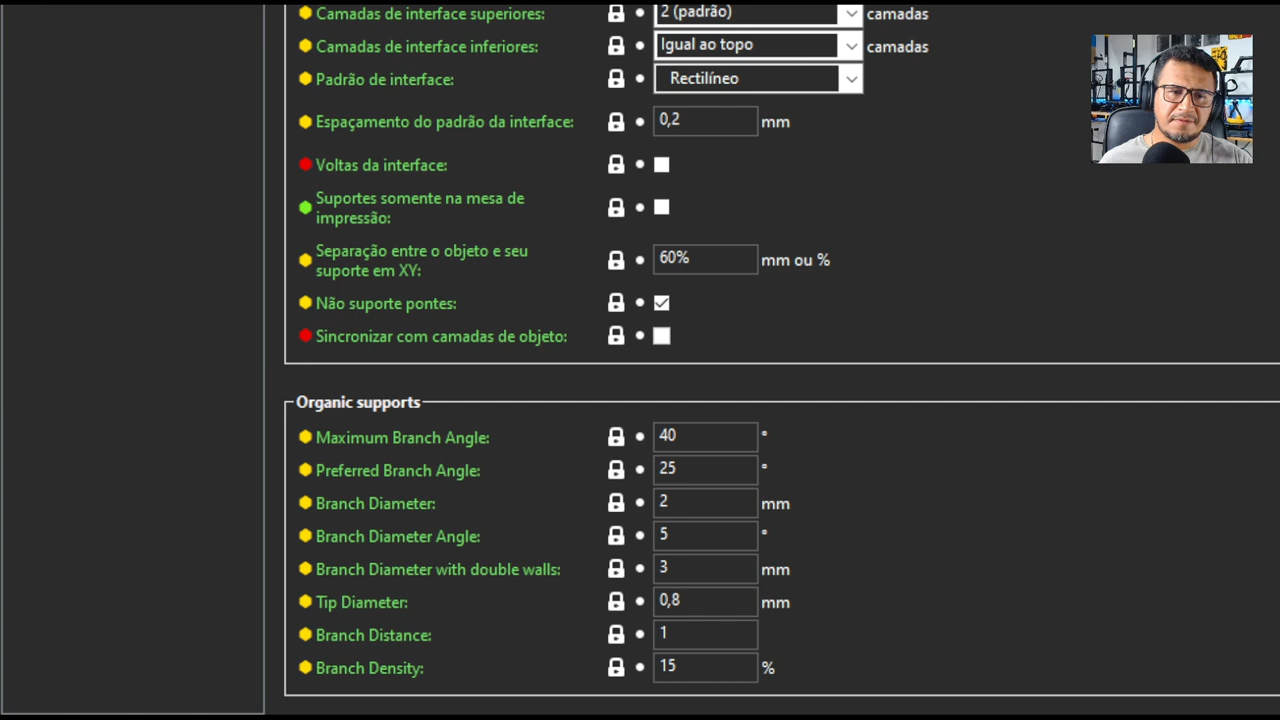 Camadas de interface superiores: 2 (padrão) camadas
Camadas de interface inferiores: Igual ao topo camadas
Padrão de interface: Rectilíneo
Espaçamento do padrão da interface: 0,2 mm
Voltas da interface:
Suportes somente na mesa de
impressão:
Separação entre o objeto e seu
suporte em XY: 60% mm ou %
Não suporte pontes:
Sincronizar com camadas de objeto:
Organic supports
Maximum Branch Angle: 40 °
Preferred Branch Angle: 25 °
Branch Diameter: 2 mm
Branch Diameter Angle: 5 °
Branch Diameter with double walls: 3 mm
Tip Diameter: 0,8 mm
Branch Distance: 1
Branch Density: 15 %